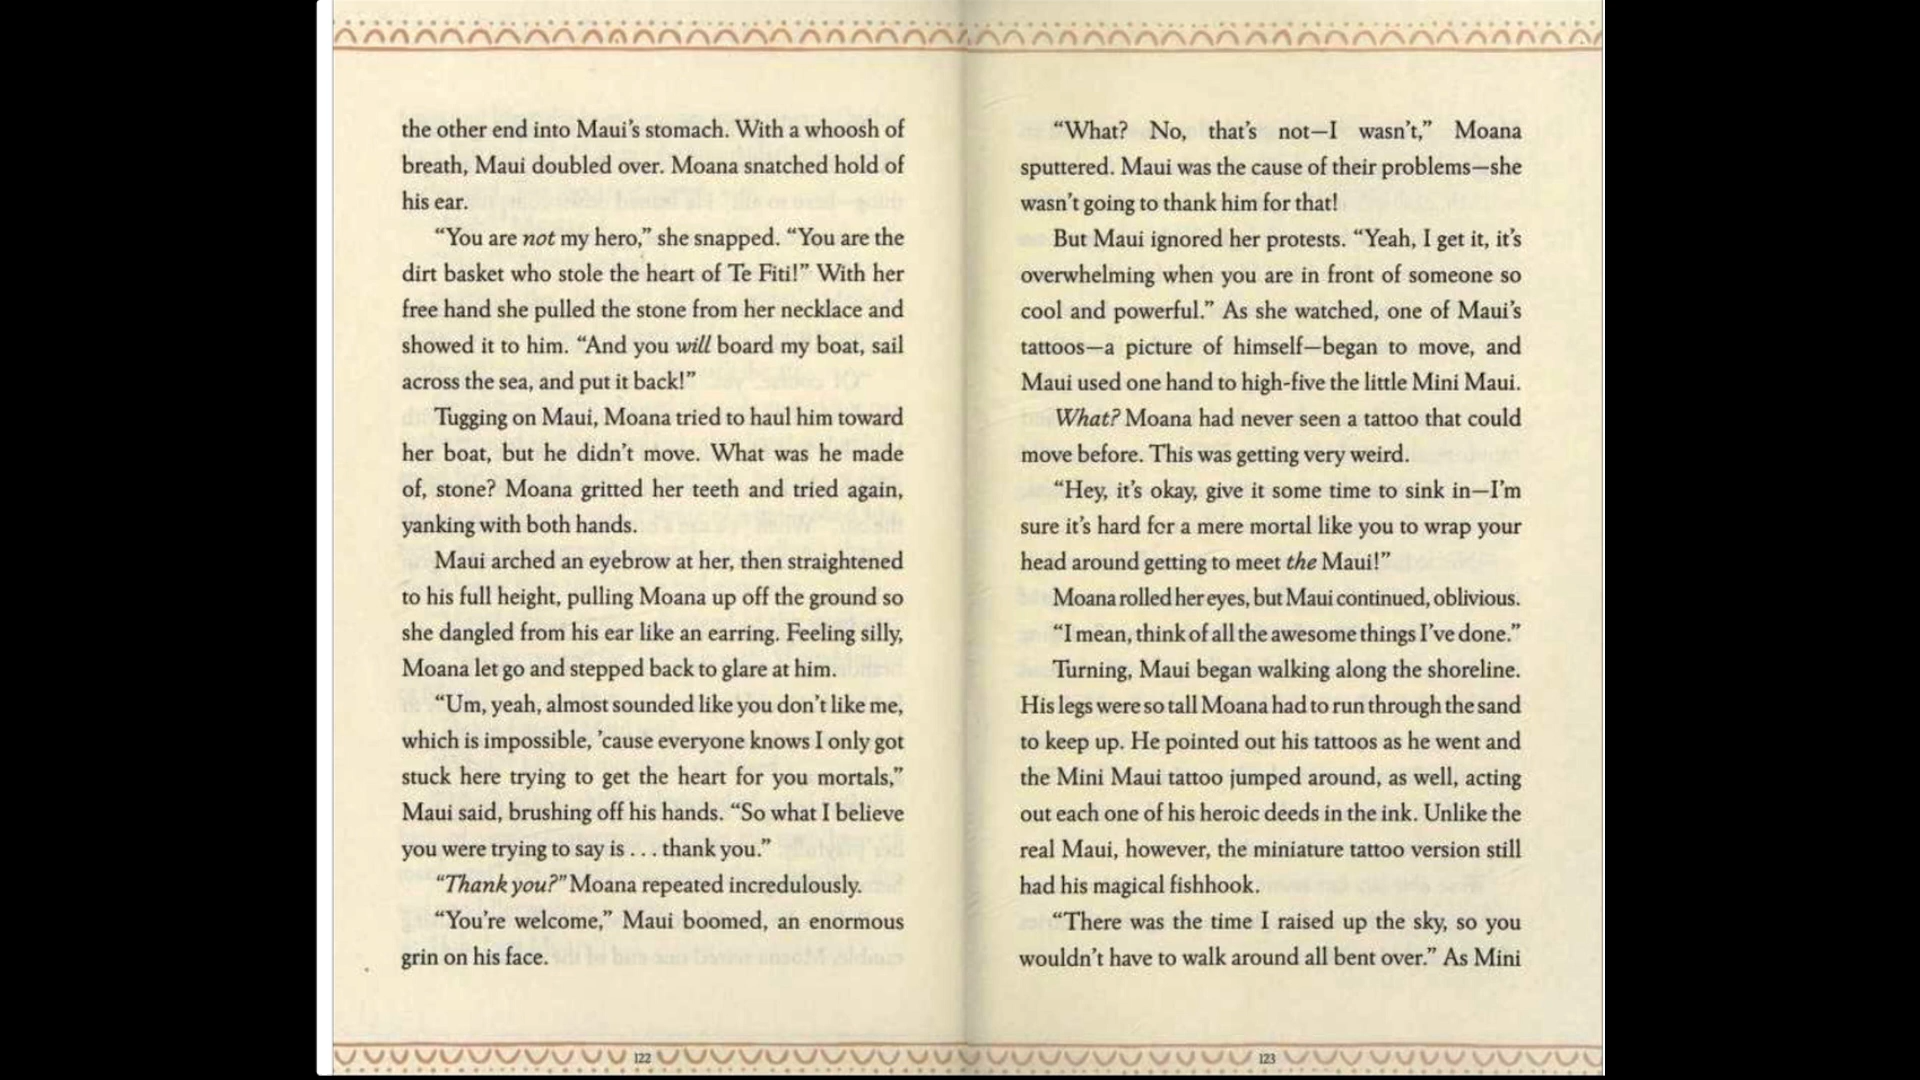 the other end into Maui’s stomach. With a whoosh of
breath, Maui doubled over. Moana snatched hold of
his ear.
“You are not my hero,” she snapped. “You are the
dirt basket who stole the heart of Te Fiti!” With her
free hand she pulled the stone from her necklace and
showed it to him. “And you will board my boat, sail
across the sea, and put it back!”
Tugging on Maui, Moana tried to haul him toward
her boat, but he didn’t move. What was he made
of, stone? Moana gritted her teeth and tried again,
yanking with both hands.
Maui arched an eyebrow at her, then straightened
to his full height, pulling Moana up off the ground so
she dangled from his ear like an earring. Feeling silly,
Moana let go and stepped back to glare at him.
“Um, yeah, almost sounded like you don’t like me,
which is impossible, ’cause everyone knows I only got
stuck here trying to get the heart for you mortals,”
Maui said, brushing off his hands. “So what I believe
you were trying to say is . . . thank you.”
“Thank you?” Moana repeated incredulously.
“You’re welcome,” Maui boomed, an enormous
grin on his face.
122
“What? No, that’s not—I wasn’t,” Moana
sputtered. Maui was the cause of their problems—she
wasn’t going to thank him for that!
But Maui ignored her protests. “Yeah, I get it, it’s
overwhelming when you are in front of someone so
cool and powerful.” As she watched, one of Maui’s
tattoos—a picture of himself—began to move, and
Maui used one hand to high-five the little Mini Maui.
What? Moana had never seen a tattoo that could
move before. This was getting very weird.
“Hey, it’s okay, give it some time to sink in—I’m
sure it’s hard for a mere mortal like you to wrap your
head around getting to meet the Maui!”
Moana rolled her eyes, but Maui continued, oblivious.
“I mean, think of all the awesome things I’ve done.”
Turning, Maui began walking along the shoreline.
His legs were so tall Moana had to run through the sand
to keep up. He pointed out his tattoos as he went and
the Mini Maui tattoo jumped around, as well, acting
out each one of his heroic deeds in the ink. Unlike the
real Maui, however, the miniature tattoo version still
had his magical fishhook.
“There was the time I raised up the sky, so you
wouldn’t have to walk around all bent over.” As Mini
123